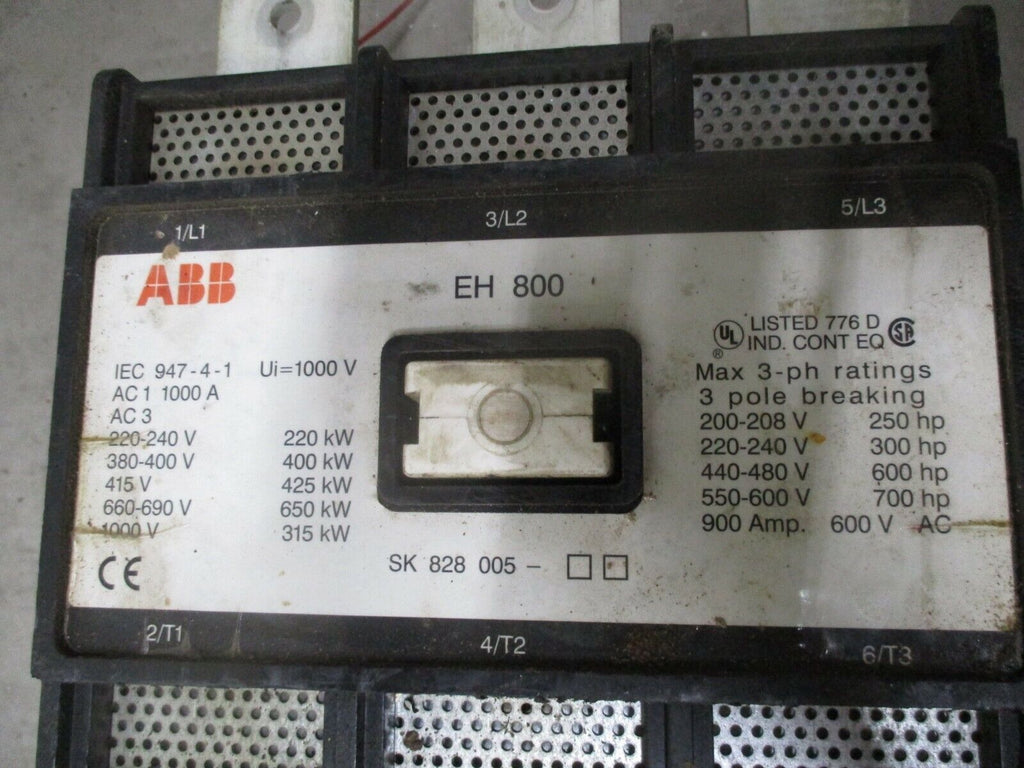 1/L1 3/L2 5/L3
ABB
EH 800
IEC 947-4-1 Ui=1000 V
AC 1 1000 A
AC 3
220-240 V 220 kW
380-400 V 400 kW
415 V 425 kW
660-690 V 650 kW
1000 V 315 kW
CE
SK 828 005 -
UL ® LISTED 776 D
IND. CONT EQ SA
Max 3-ph ratings
3 pole breaking
200-208 V 250 hp
220-240 V 300 hp
440-480 V 600 hp
550-600 V 700 hp
900 Amp. 600 V AC
2/T1 4/T2 6/T3